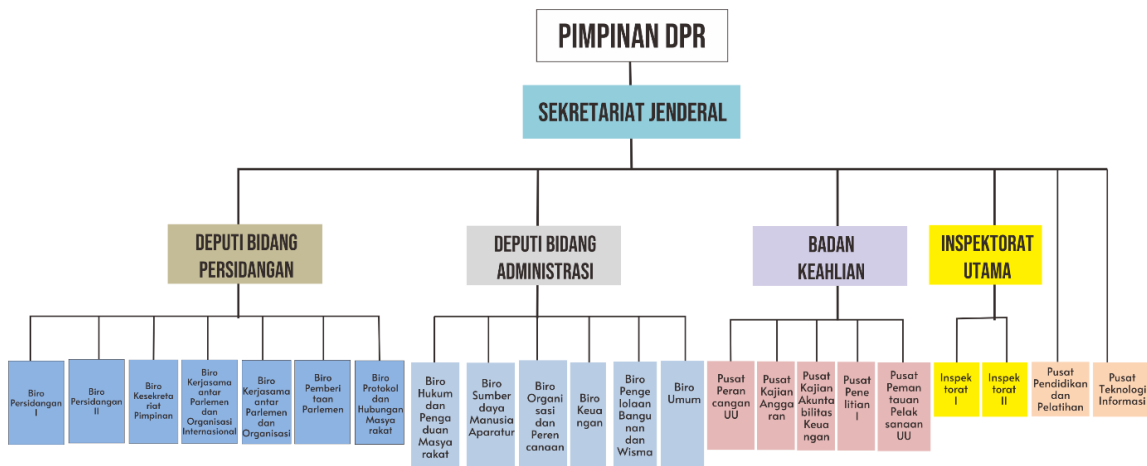 PIMPINAN DPR
SEKRETARIAT JENDERAL
DEPUTI BIDANG
PERSIDANGAN
DEPUTI BIDANG
ADMINISTRASI
BADAN
KEAHLIAN
INSPEKTORAT
UTAMA
Biro
Persidangan
I
Biro
Persidangan
II
Biro
Kesekreta
riat
Pimpinan
Biro
Kerjasama
antar
Parlemen
dan
Organisasi
Internasional
Biro
Kerjasama
antar
Parlemen
dan
Organisasi
Biro
Pemberi
taan
Parlemen
Biro
Protokol
dan
Hubungan
Masya
rakat
Biro
Hukum
dan
Penga
duan
Masya
rakat
Biro
Sumber
daya
Manusia
Aparatur
Biro
Organi
sasi dan
Peren
canaan
Biro
Keua
ngan
Biro
Penge
lolaan
Bangu
nan dan
Wisma
Biro
Umum
Pusat
Peran
cangan
UU
Pusat
Kajian
Angga
ran
Pusat
Kajian
Akunta
bilitas
Keua
ngan
Pusat
Pene
litian
I
Pusat
Peman
tauan
Pelak
sanaan
UU
Inspek
torat
I
Inspek
torat
II
Pusat
Pendidikan
dan
Pelatihan
Pusat
Teknologi
Informasi